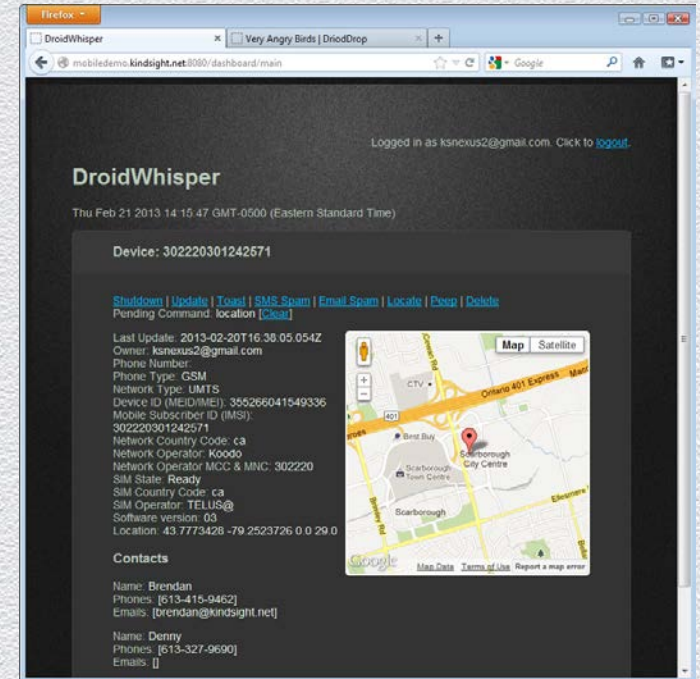 Firefox
DroidWhisper
Very Angry Birds | DriodDrop
mobiledemo.kindsight.net:8080/dashboard/main
Google
Logged in as ksnexus2@gmail.com. Click to logout.
DroidWhisper
Thu Feb 21 2013 14:15:47 GMT-0500 (Eastern Standard Time)
Device: 302220301242571
Shutdown | Update | Toast | SMS Spam | Email Spam | Locate | Peep | Delete
Pending Command: location [Clear]
Last Update: 2013-02-20T16:38:05.054Z
Owner: ksnexus2@gmail.com
Phone Number:
Phone Type: GSM
Network Type: UMTS
Device ID (MEID/IMEI): 355266041549336
Mobile Subscriber ID (IMSI):
302220301242571
Network Country Code: ca
Network Operator: Koodo
Network Operator MCC & MNC: 302220
SIM State: Ready
SIM Country Code: ca
SIM Operator: TELUS@
Software version: 03
Location: 43.7773428 -79.2523726 0.0 29.0
Map
Satellite
CTV
Ontario 401 Express
401
Best Buy
Scarborough
City Centre
Scarborough
Town Centre
Scarborough
Ellesmere
Brimley Rd
Google
Map Data
Terms of Use
Report a map error
Contacts
Name: Brendan
Phones: [613-415-9462]
Emails: [brendan@kindsight.net]
Name: Denny
Phones: [613-327-9690]
Emails: []